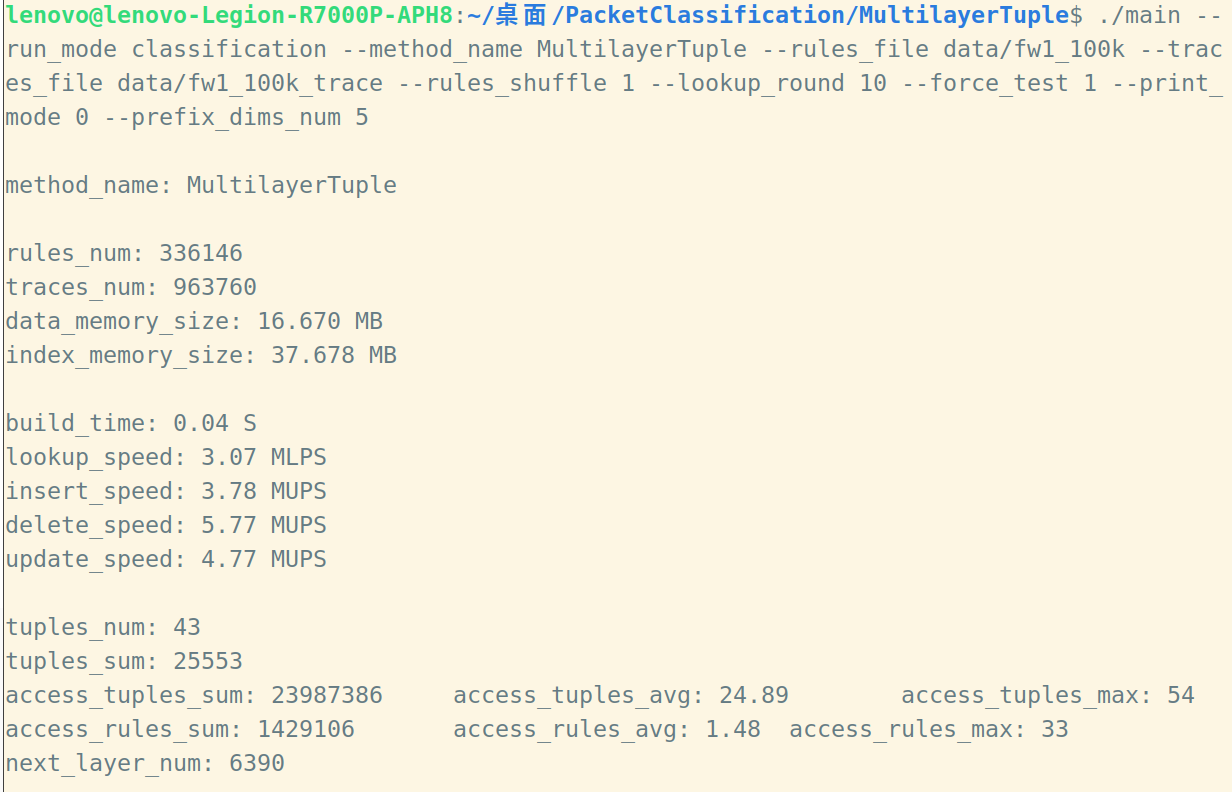 lenovo@lenovo-Legion-R7000P-APH8:~/桌面/PacketClassification/MultilayerTuple$ ./main --
run_mode classification --method_name MultilayerTuple --rules_file data/fw1_100k --trac
es_file data/fw1_100k_trace --rules_shuffle 1 --lookup_round 10 --force_test 1 --print_
mode 0 --prefix_dims_num 5
method_name: MultilayerTuple
rules_num: 336146
traces_num: 963760
data_memory_size: 16.670 MB
index_memory_size: 37.678 MB
build_time: 0.04 S
lookup_speed: 3.07 MLPS
insert_speed: 3.78 MUPS
delete_speed: 5.77 MUPS
update_speed: 4.77 MUPS
tuples_num: 43
tuples_sum: 25553
access_tuples_sum: 23987386     access_tuples_avg: 24.89        access_tuples_max: 54
access_rules_sum: 1429106       access_rules_avg: 1.48  access_rules_max: 33
next_layer_num: 6390